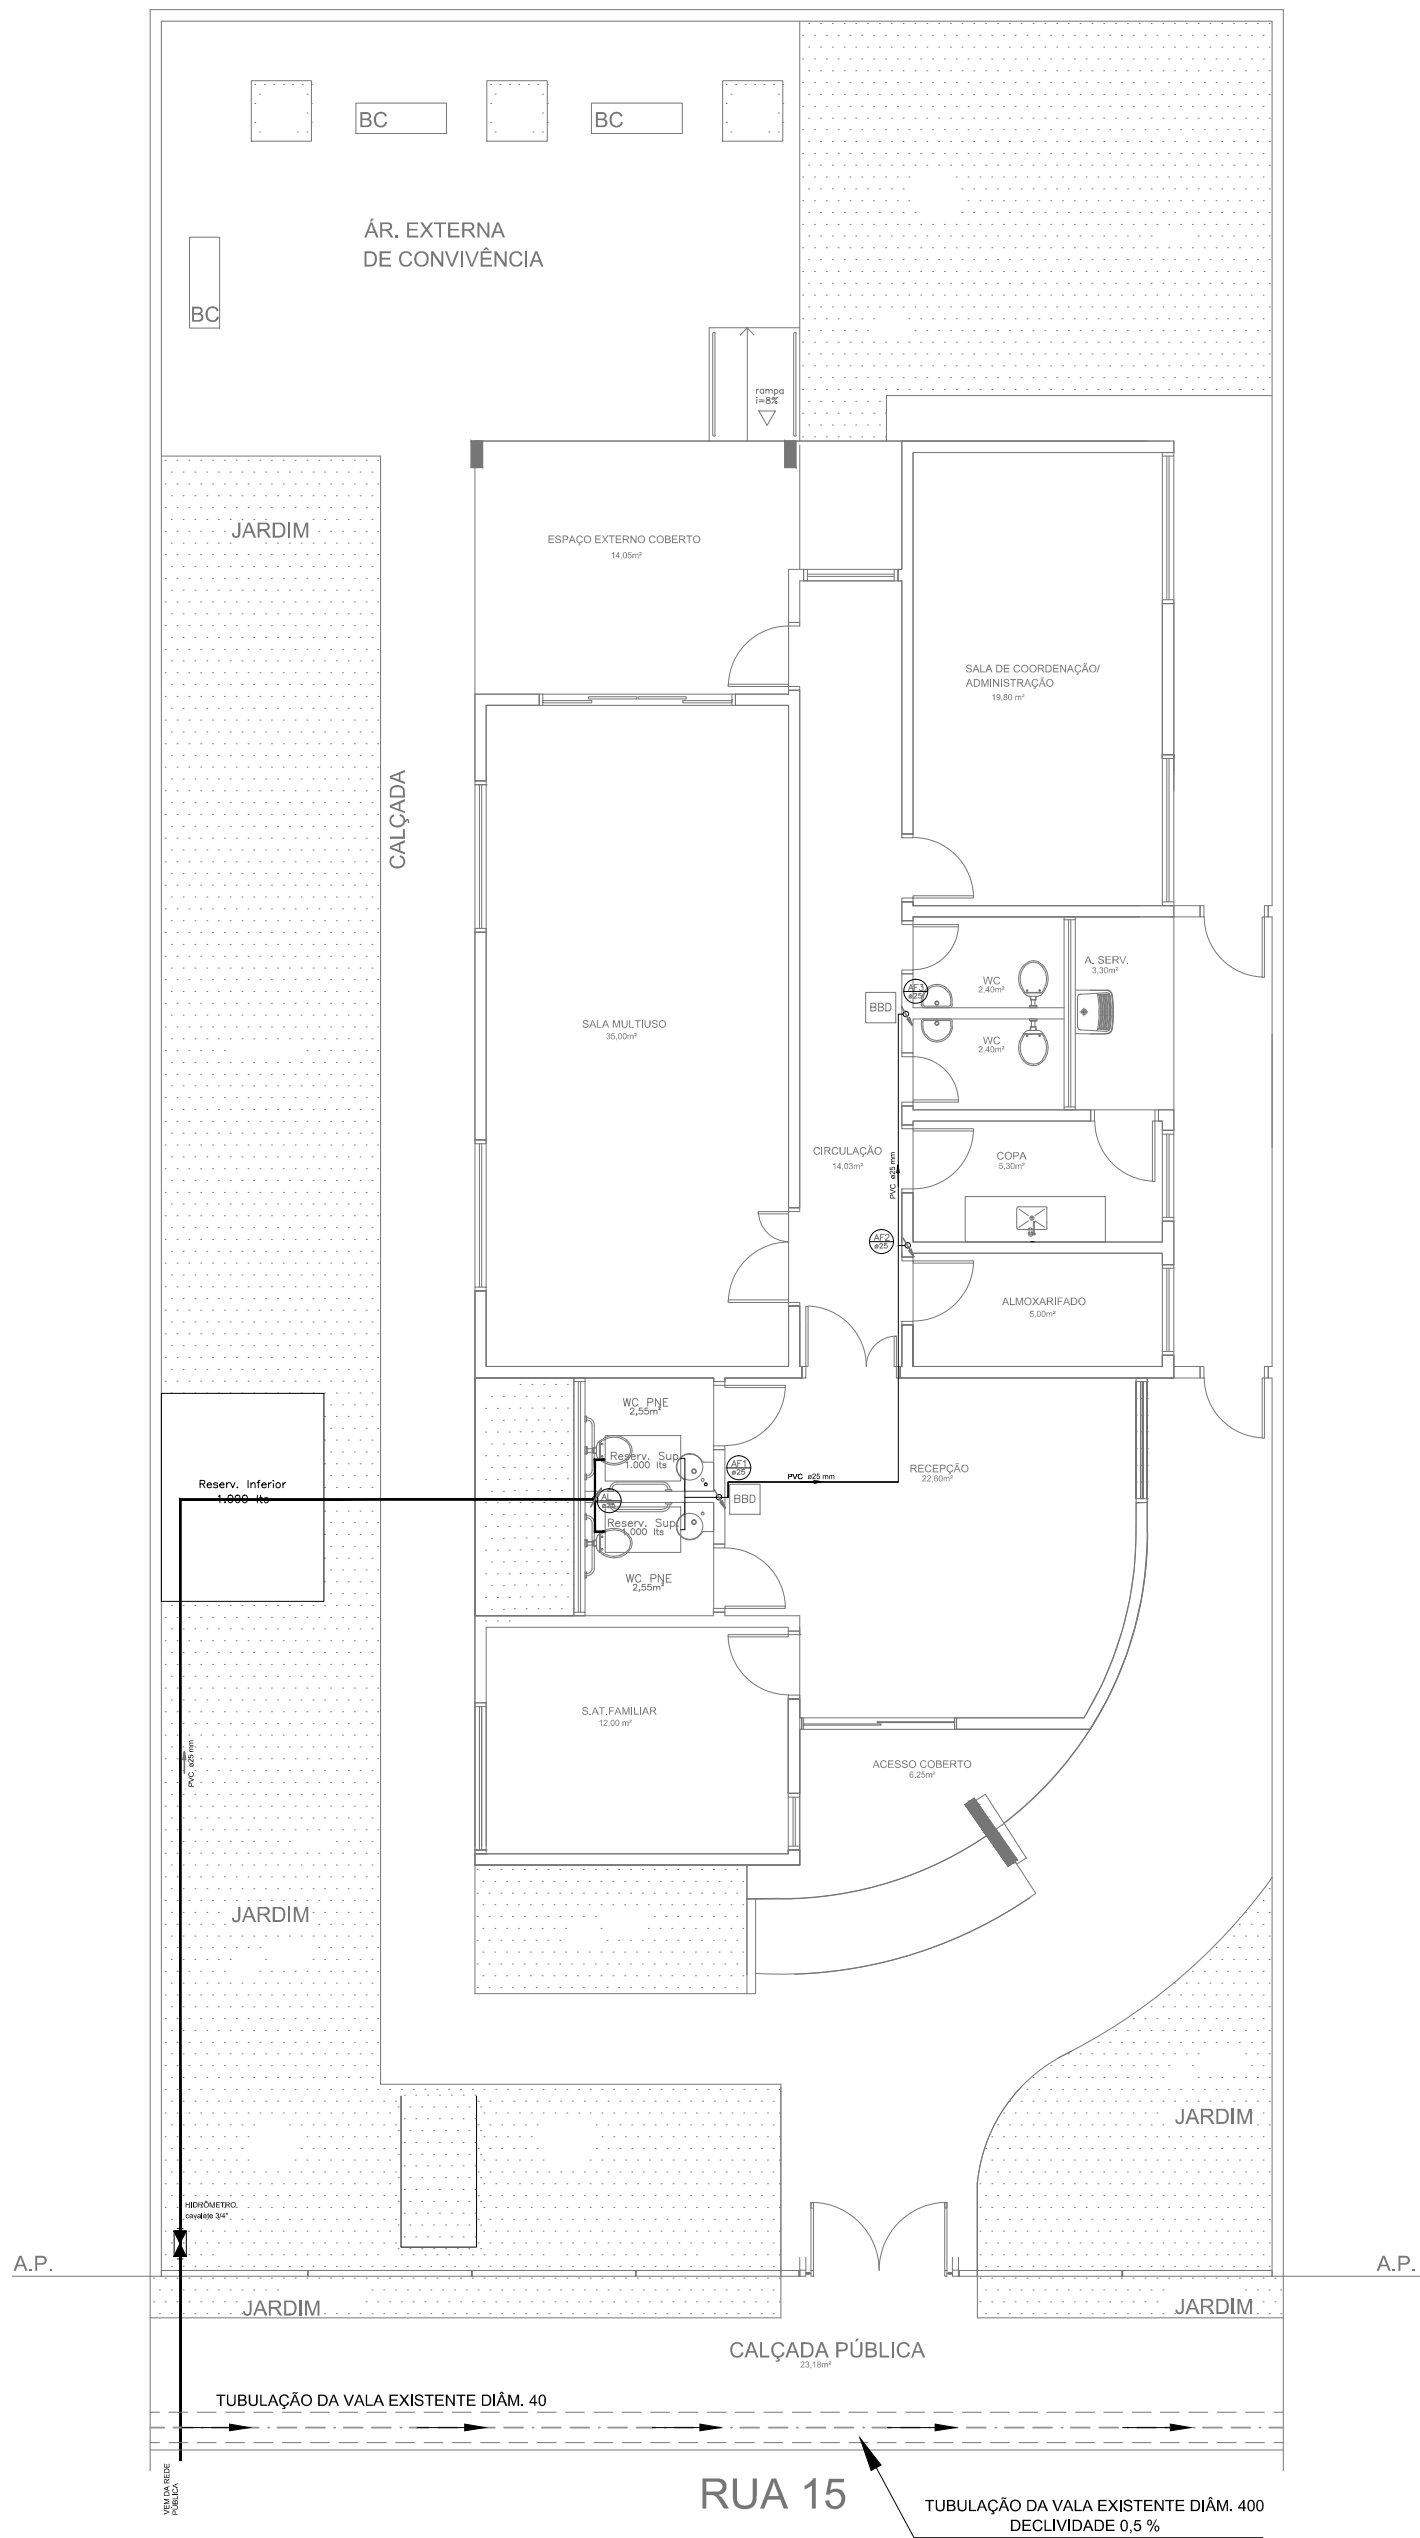 BC
BC
ÁR. EXTERNA
DE CONVIVÊNCIA
BC
rampa
i=8%
JARDIM
ESPAÇO EXTERNO COBERTO
14,05m²
SALA DE COORDENAÇÃO/
ADMINISTRAÇÃO
19,80 m²
CALÇADA
A. SERV.
3,30m²
WC
2,40m²
AF3
ø25
BBD
SALA MULTIUSO
35,00m²
WC
2,40m²
CIRCULAÇÃO
14,03m²
COPA
5,30m²
PVC ø25 mm
AF2
ø25
ALMOXARIFADO
5,00m²
WC PNE
2,55m²
Reserv. Sup.
1.000 lts
AF1
ø25
RECEPÇÃO
22,60m²
PVC ø25 mm
Reserv. Inferior
1.000 lts
AL
ø25
BBD
Reserv. Sup.
1.000 lts
WC PNE
2,55m²
S.AT.FAMILIAR
12,00 m²
PVC ø25 mm
ACESSO COBERTO
6,25m²
JARDIM
JARDIM
HIDRÔMETRO
cavalete 3/4"
A.P.
A.P.
JARDIM
JARDIM
CALÇADA PÚBLICA
23,18m²
TUBULAÇÃO DA VALA EXISTENTE DIÂM. 40
VEM DA REDE
PÚBLICA
RUA 15
TUBULAÇÃO DA VALA EXISTENTE DIÂM. 400
DECLIVIDADE 0,5 %